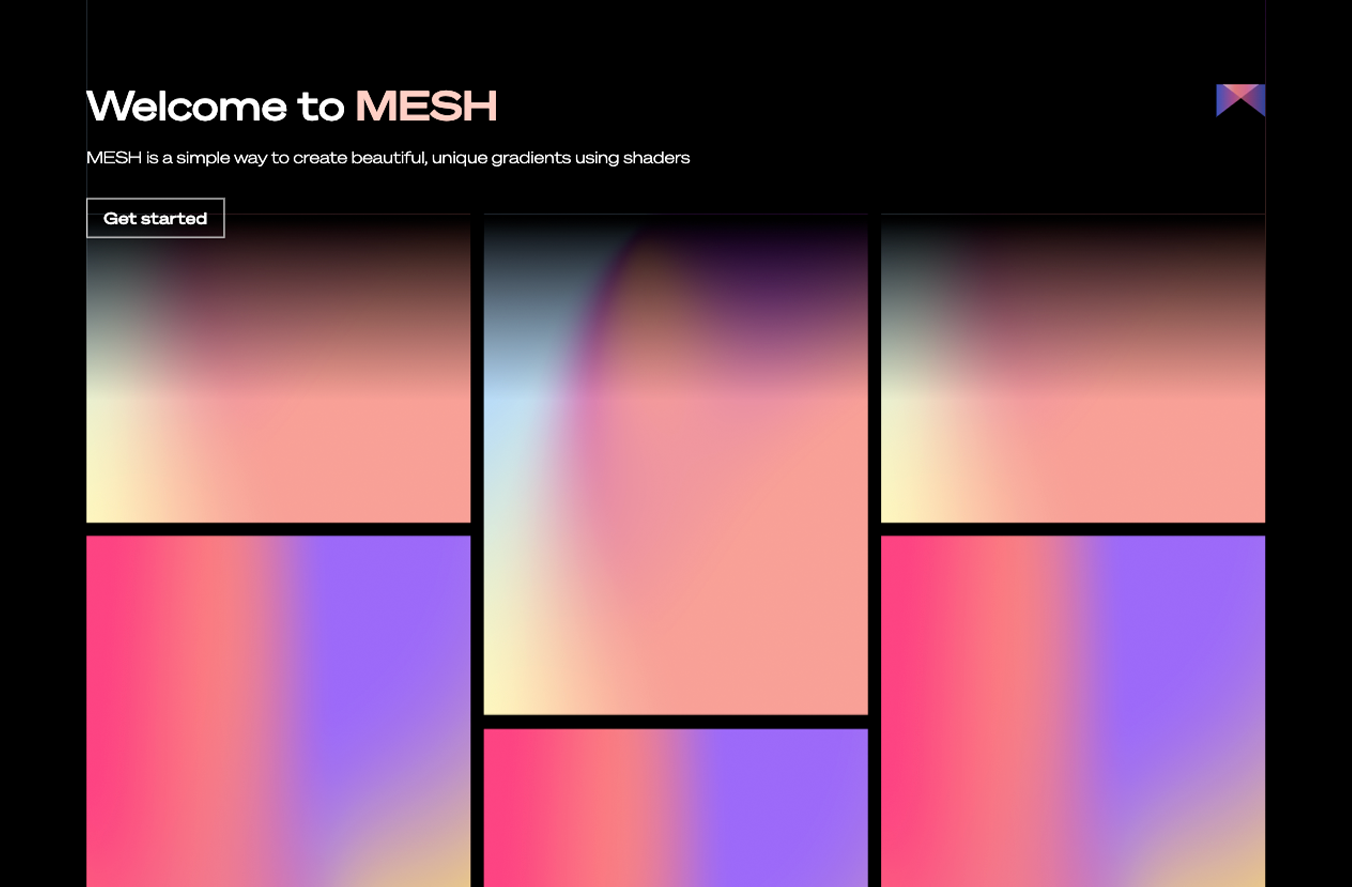 Welcome to MESH
MESH is a simple way to create beautiful, unique gradients using shaders
Get started